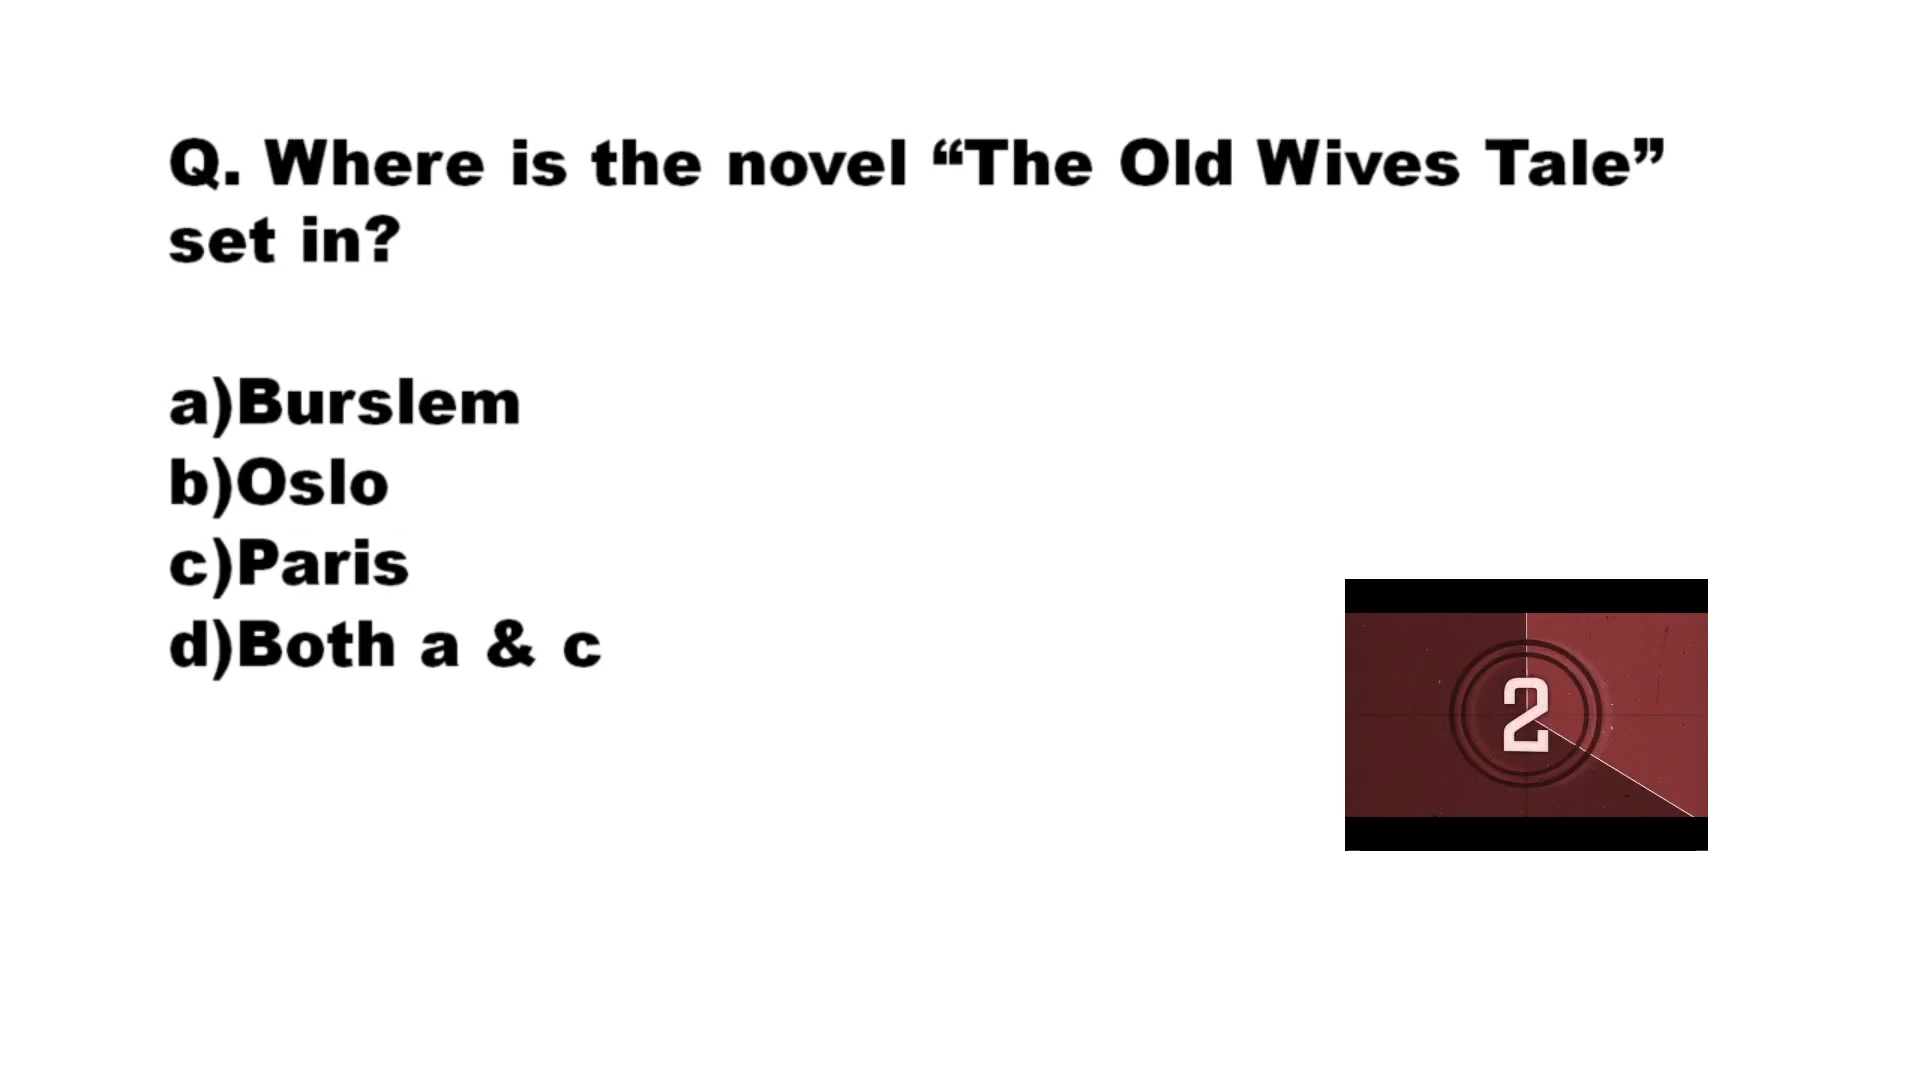 Q. Where is the novel “The Old Wives Tale”
set in?
a)Burslem
b)Oslo
c)Paris
d)Both a & c
2